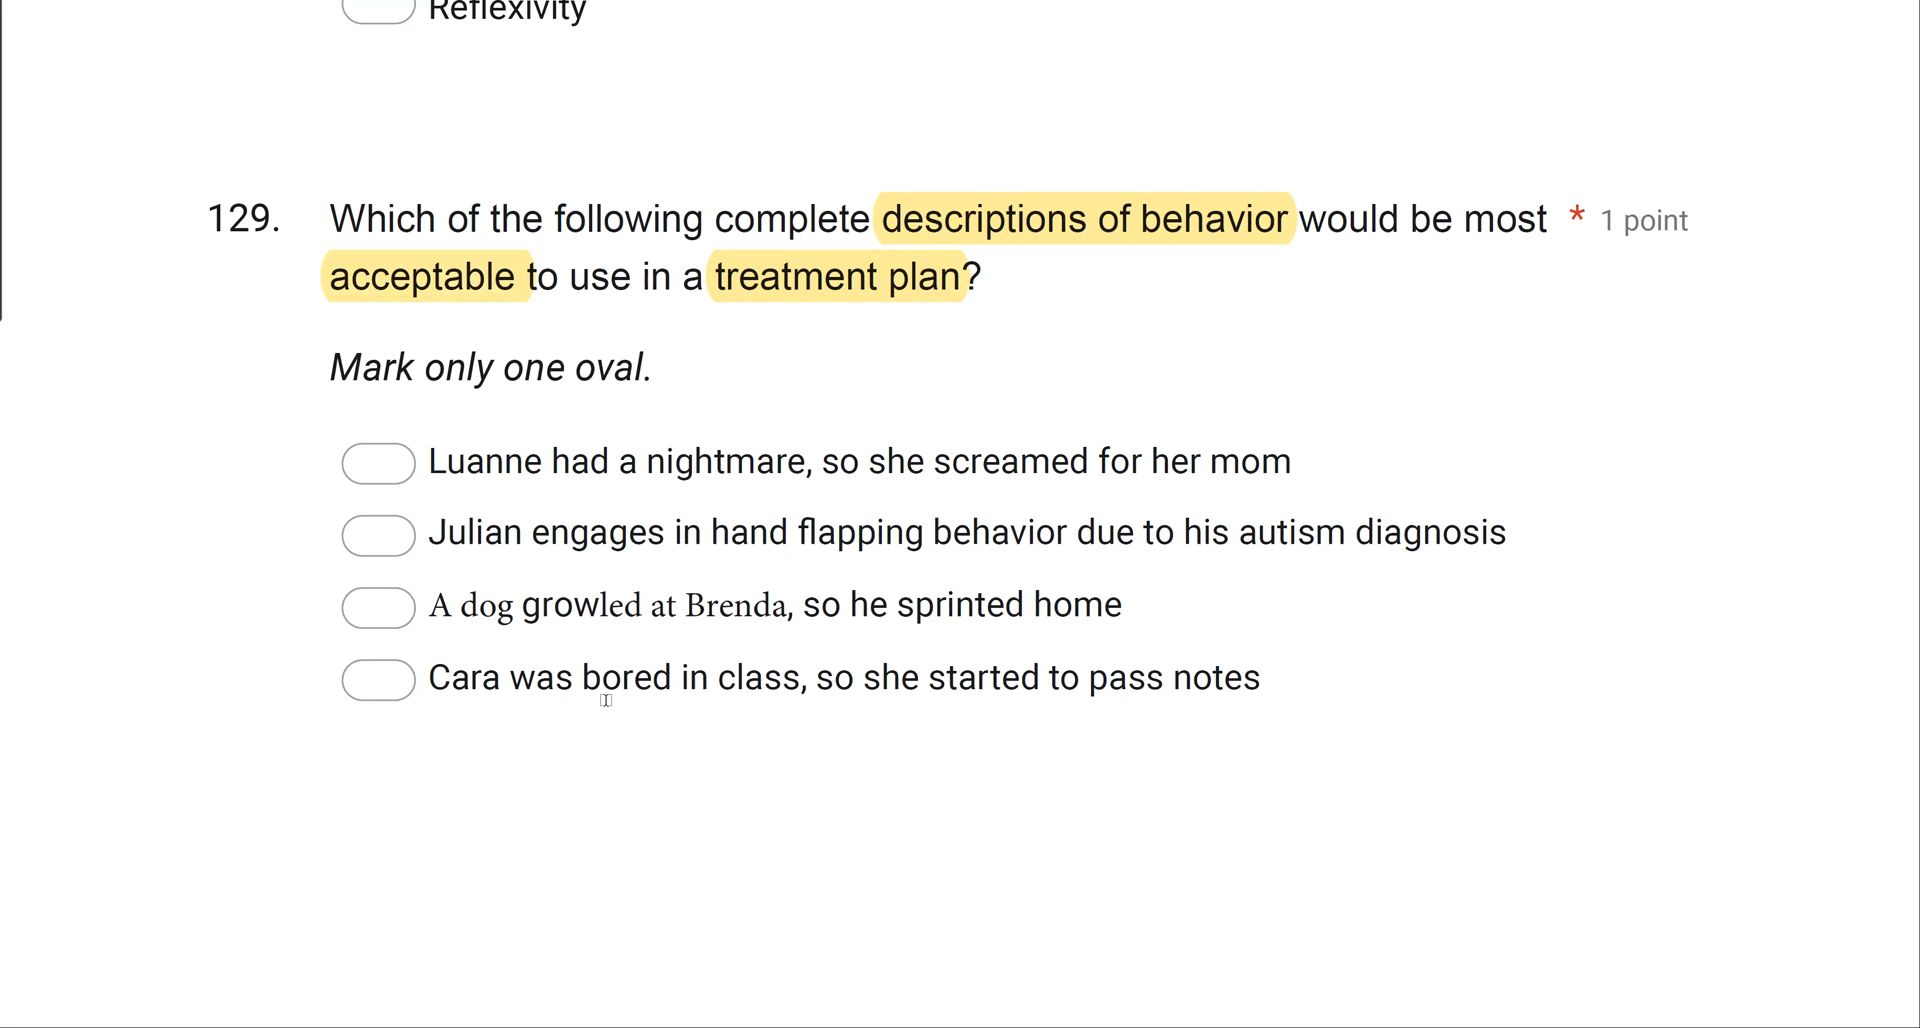 Reflexivity
129. Which of the following complete descriptions of behavior would be most * 1 point
acceptable to use in a treatment plan?
Mark only one oval.
Luanne had a nightmare, so she screamed for her mom
Julian engages in hand flapping behavior due to his autism diagnosis
A dog growled at Brenda, so he sprinted home
Cara was bored in class, so she started to pass notes